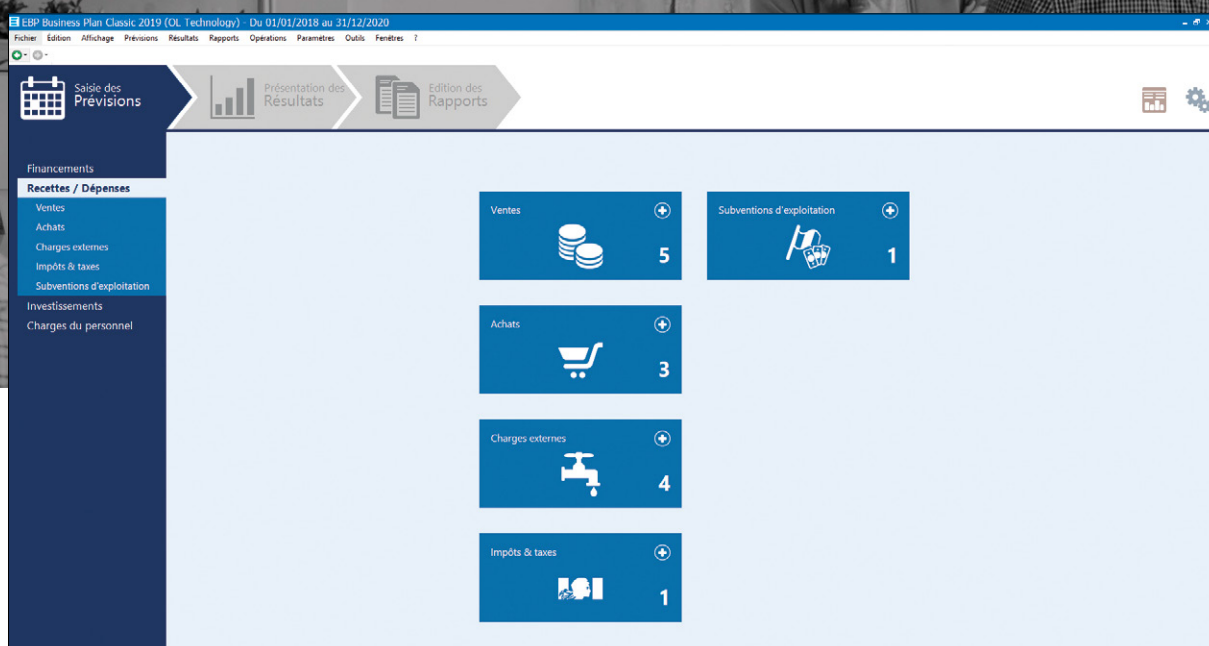 EBP Business Plan Classic 2019 (OL Technology) - Du 01/01/2018 au 31/12/2020
Fichier Edition Affichage Prévisions Résultats Rapports Opérations Paramètres Outils Fenêtres ?
Saisie des
Prévisions
Présentation des
Résultats
Edition des
Rapports
Financements
Recettes / Dépenses
Ventes
Achats
Charges externes
Impôts & taxes
Subventions d'exploitation
Investissements
Charges du personnel
Ventes
5
Subventions d'exploitation
1
Achats
3
Charges externes
4
Impôts & taxes
1